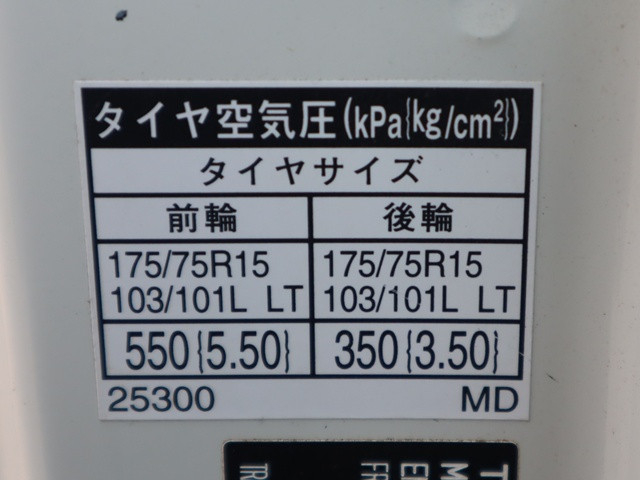 タイヤ空気圧(kPa{kg/cm²})
タイヤサイズ
前輪 後輪
175/75R15 175/75R15
103/101L LT 103/101L LT
550{5.50} 350{3.50}
25300 MD